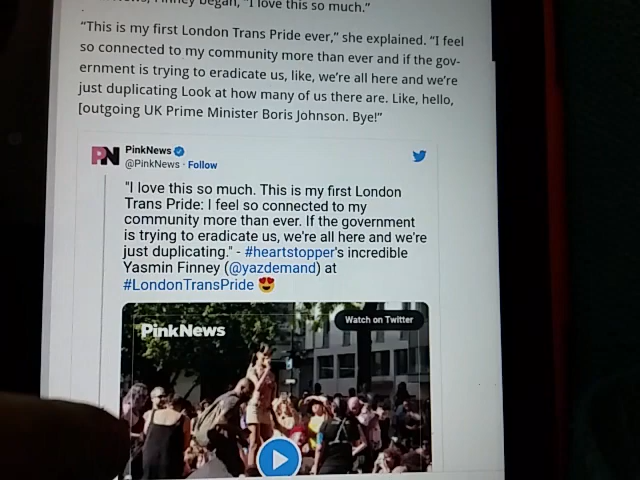 Finney began, "I love this so much."
"This is my first London Trans Pride ever," she explained. "I feel
so connected to my community more than ever and if the gov-
ernment is trying to eradicate us, like, we're all here and we're
just duplicating Look at how many of us there are. Like, hello,
[outgoing UK Prime Minister Boris Johnson. Bye!"
PN PinkNews
@PinkNews · Follow
"I love this so much. This is my first London
Trans Pride: I feel so connected to my
community more than ever. If the government
is trying to eradicate us, we're all here and we're
just duplicating." - #heartstopper's incredible
Yasmin Finney (@yazdemand) at
#LondonTransPride 😍
PinkNews
Watch on Twitter